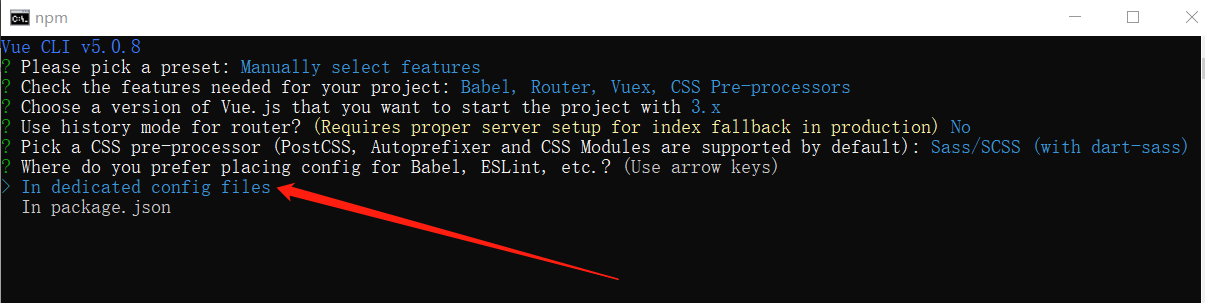 npm
Vue CLI v5.0.8
? Please pick a preset: Manually select features
? Check the features needed for your project: Babel, Router, Vuex, CSS Pre-processors
? Choose a version of Vue.js that you want to start the project with 3.x
? Use history mode for router? (Requires proper server setup for index fallback in production) No
? Pick a CSS pre-processor (PostCSS, Autoprefixer and CSS Modules are supported by default): Sass/SCSS (with dart-sass)
? Where do you prefer placing config for Babel, ESLint, etc.? (Use arrow keys)
> In dedicated config files
In package.json